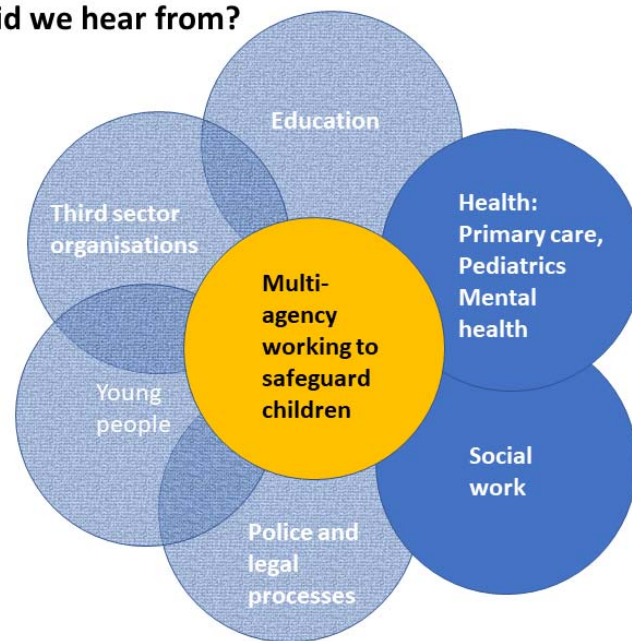 id we hear from?
Education
Third sector
organisations
Health:
Primary care,
Pediatrics
Mental
health
Multi-
agency
working to
safeguard
children
Young
people
Social
work
Police and
legal
processes